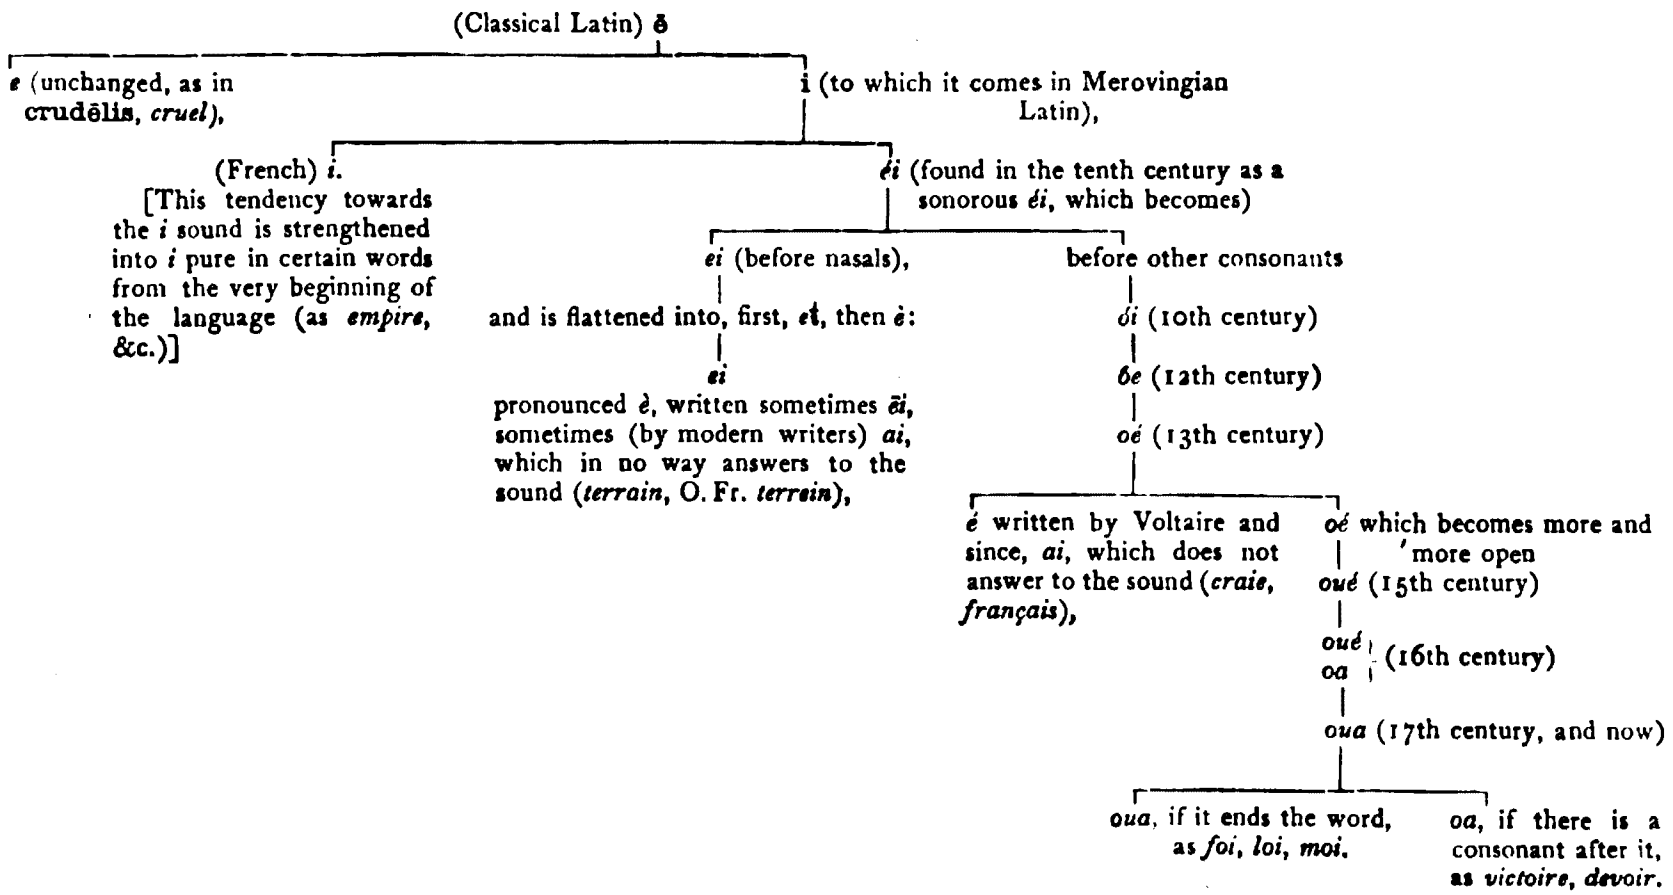 (Classical Latin) ē
e (unchanged, as in
crudēlis, cruel),
i (to which it comes in Merovingian
Latin),
(French) i.
[This tendency towards
the i sound is strengthened
into i pure in certain words
from the very beginning of
the language (as empire,
&c.)]
éi (found in the tenth century as a
sonorous éi, which becomes)
ei (before nasals),
and is flattened into, first, eì, then è:
ei
pronounced è, written sometimes ēi,
sometimes (by modern writers) ai,
which in no way answers to the
sound (terrain, O. Fr. terrein),
before other consonants
ói (10th century)
óe (12th century)
oé (13th century)
é written by Voltaire and
since, ai, which does not
answer to the sound (craie,
français),
oé which becomes more and
more open
oué (15th century)
oué
oa
(16th century)
oua (17th century, and now)
oua, if it ends the word,
as foi, loi, moi.
oa, if there is a
consonant after it,
as victoire, devoir.